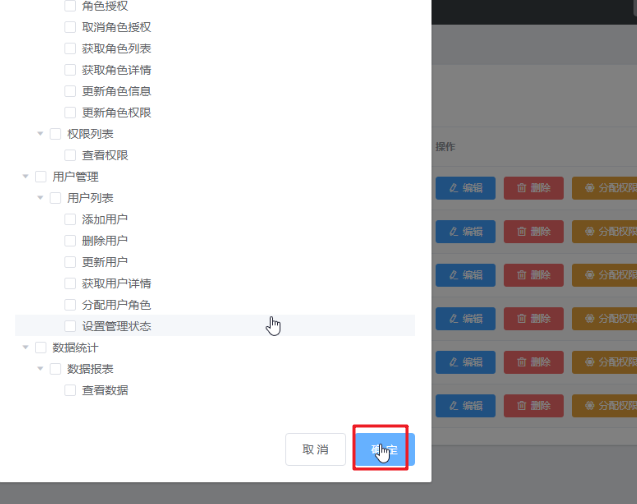 角色授权
取消角色授权
获取角色列表
获取角色详情
更新角色信息
更新角色权限
权限列表
查看权限
用户管理
用户列表
添加用户
删除用户
更新用户
获取用户详情
分配用户角色
设置管理状态
数据统计
数据报表
查看数据
取消
确定
操作
编辑 删除 分配权限
编辑 删除 分配权限
编辑 删除 分配权限
编辑 删除 分配权限
编辑 删除 分配权限
编辑 删除 分配权限